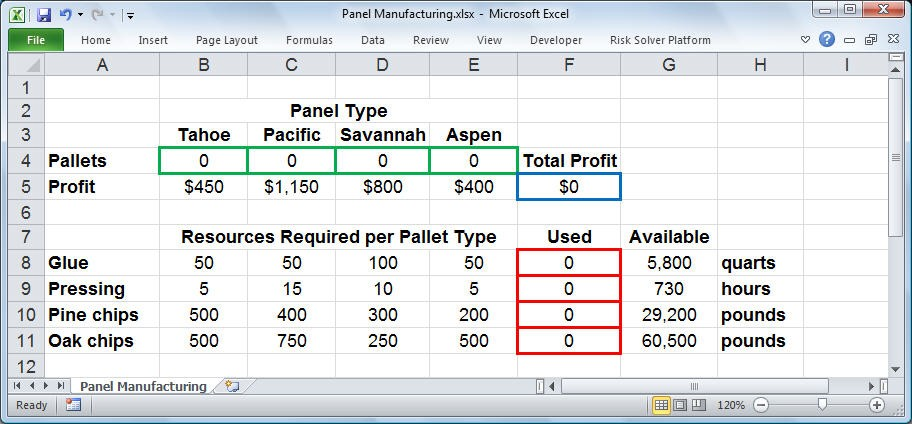 Panel Manufacturing.xlsx - Microsoft Excel
File Home Insert Page Layout Formulas Data Review View Developer Risk Solver Platform
A B C D E F G H I
1
2 Panel Type
3 Tahoe Pacific Savannah Aspen
4 Pallets 0 0 0 0 Total Profit
5 Profit $450 $1,150 $800 $400 $0
6
7 Resources Required per Pallet Type Used Available
8 Glue 50 50 100 50 0 5,800 quarts
9 Pressing 5 15 10 5 0 730 hours
10 Pine chips 500 400 300 200 0 29,200 pounds
11 Oak chips 500 750 250 500 0 60,500 pounds
12
Panel Manufacturing
Ready 120%